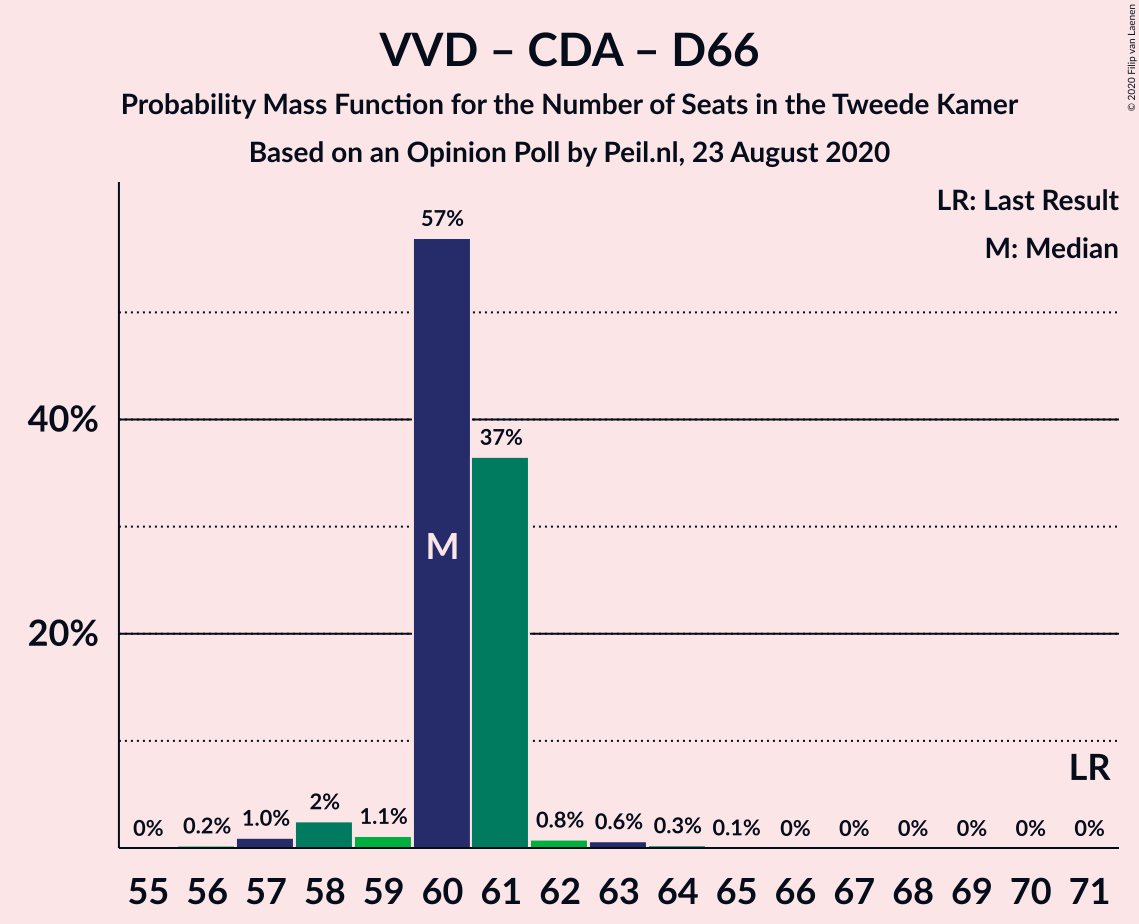 VVD – CDA – D66
Probability Mass Function for the Number of Seats in the Tweede Kamer
Based on an Opinion Poll by Peil.nl, 23 August 2020
© 2020 Filip van Laenen
LR: Last Result
M: Median
57%
40%
37%
M
20%
LR
0% 0.2% 1.0% 2% 1.1% 0.8% 0.6% 0.3% 0.1% 0% 0% 0% 0% 0% 0%
55 56 57 58 59 60 61 62 63 64 65 66 67 68 69 70 71